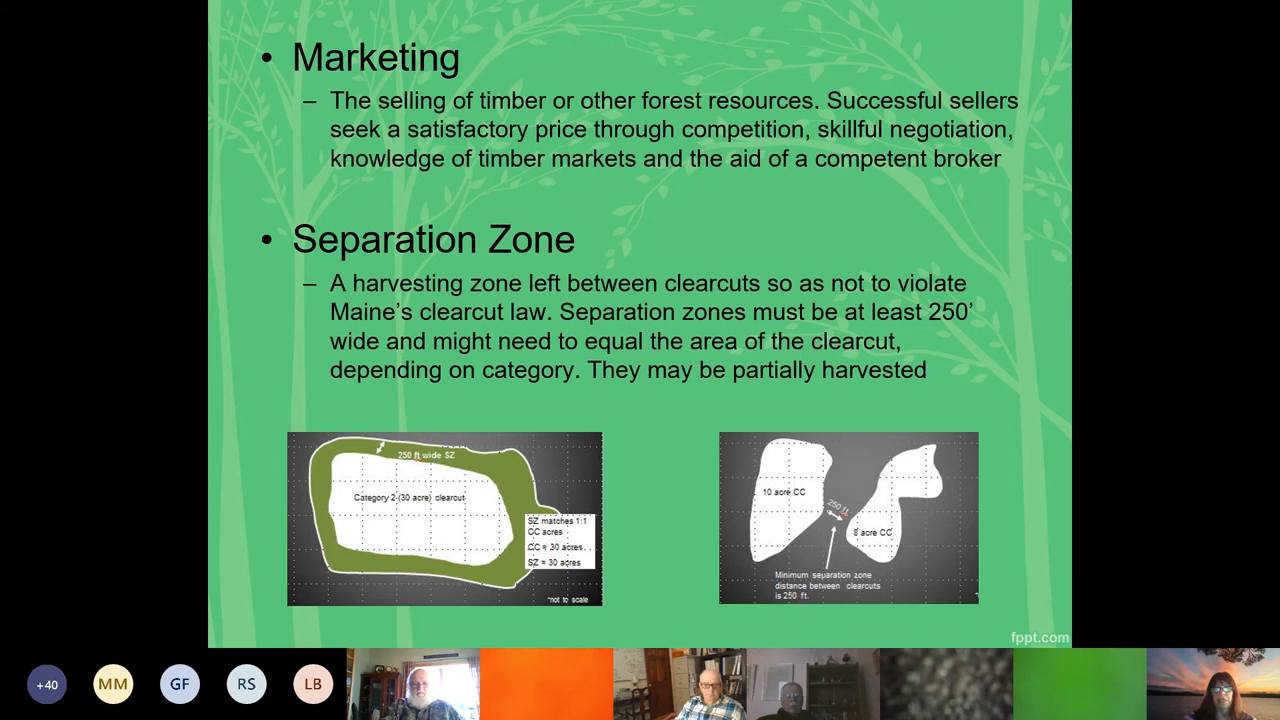 • Marketing
– The selling of timber or other forest resources. Successful sellers
seek a satisfactory price through competition, skillful negotiation,
knowledge of timber markets and the aid of a competent broker
• Separation Zone
– A harvesting zone left between clearcuts so as not to violate
Maine’s clearcut law. Separation zones must be at least 250’
wide and might need to equal the area of the clearcut,
depending on category. They may be partially harvested
250 ft wide SZ
Category 2-(30 acre) clearcut
SZ matches 1:1
CC acres
CC = 30 acres
SZ = 30 acres
*not to scale
10 acre CC
250 ft.
8 acre CC
Minimum separation zone
distance between clearcuts
is 250 ft.
fppt.com
+40
MM
GF
RS
LB